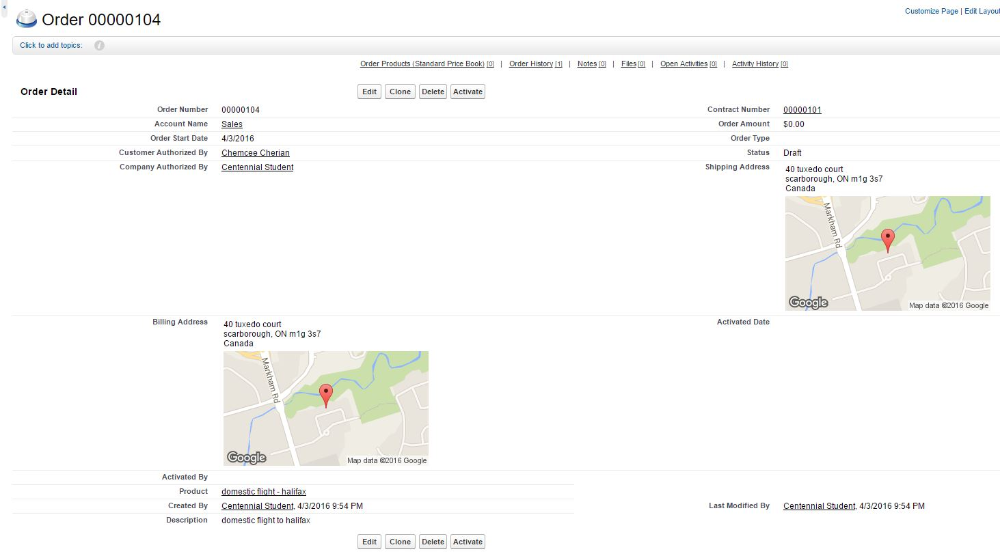 Order 00000104
Customize Page | Edit Layout
Click to add topics: i
Order Products (Standard Price Book) [0] | Order History [1] | Notes [0] | Files [0] | Open Activities [0] | Activity History [0]
Order Detail
Edit Clone Delete Activate
Order Number 00000104 Contract Number 00000101
Account Name Sales Order Amount $0.00
Order Start Date 4/3/2016 Order Type
Customer Authorized By Chemcee Cherian Status Draft
Company Authorized By Centennial Student Shipping Address 40 tuxedo court
scarborough, ON m1g 3s7
Canada
Markham Rd
Google Map data ©2016 Google
Billing Address 40 tuxedo court Activated Date
scarborough, ON m1g 3s7
Canada
Markham Rd
Google Map data ©2016 Google
Activated By
Product domestic flight - halifax
Created By Centennial Student, 4/3/2016 9:54 PM Last Modified By Centennial Student, 4/3/2016 9:54 PM
Description domestic flight to halifax
Edit Clone Delete Activate